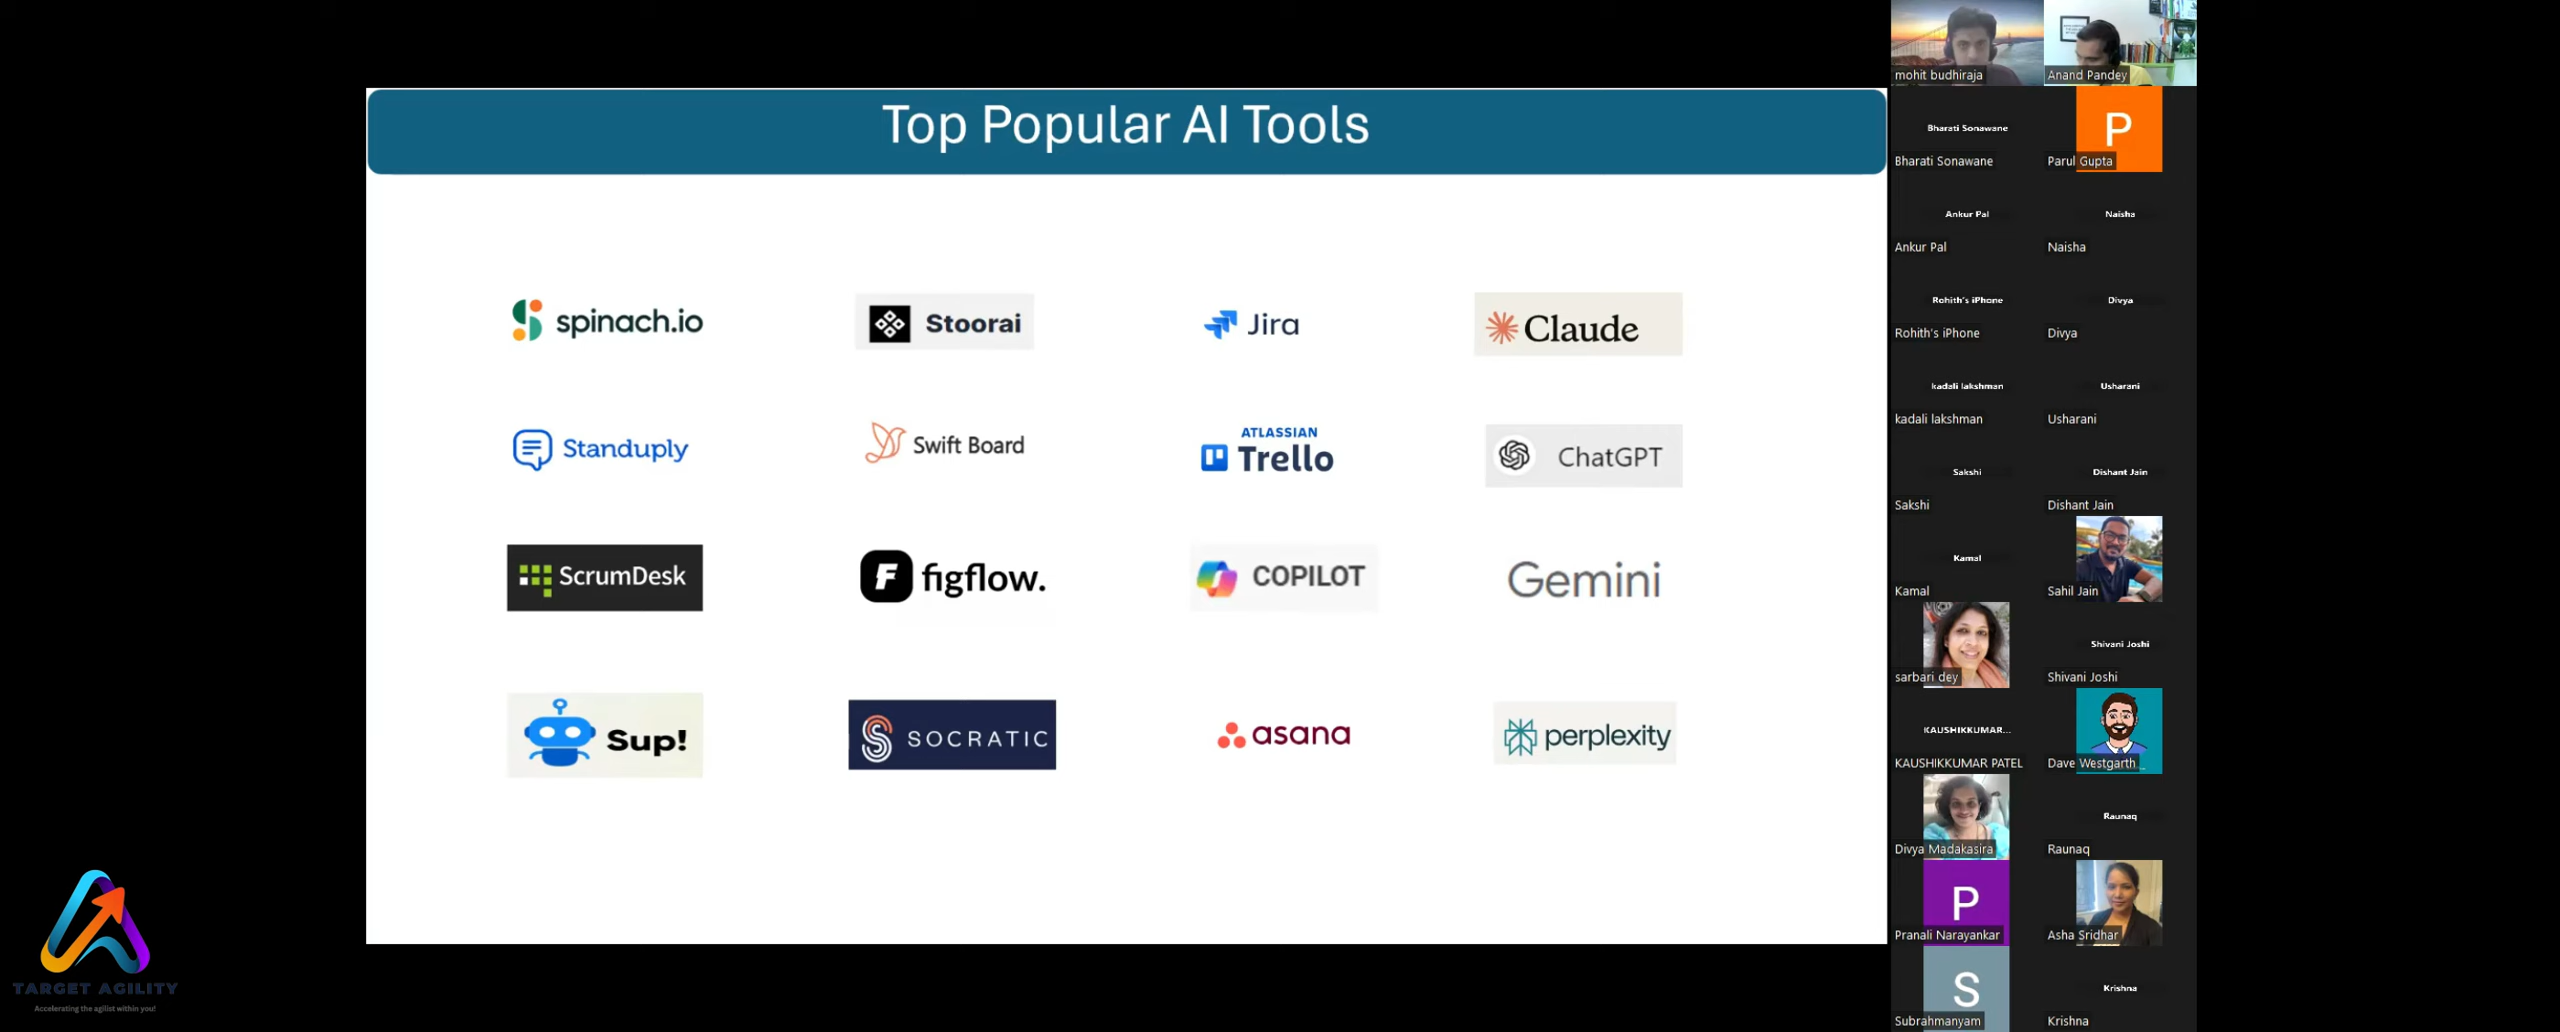 Top Popular AI Tools
spinach.io
Stoorai
Jira
Claude
Standuply
Swift Board
ATLASSIAN
Trello
ChatGPT
ScrumDesk
F figflow.
COPILOT
Gemini
Sup!
SOCRATIC
asana
perplexity
TARGET AGILITY
Accelerating the agilist within you!
mohit budhiraja
Anand Pandey
Bharati Sonawane
Bharati Sonawane
P
Parul Gupta
Ankur Pal
Ankur Pal
Naisha
Naisha
Rohith's iPhone
Rohith's iPhone
Divya
Divya
kadali lakshman
kadali lakshman
Usharani
Usharani
Sakshi
Sakshi
Dishant Jain
Dishant Jain
Kamal
Kamal
Sahil Jain
sarbari dey
Shivani Joshi
Shivani Joshi
KAUSHIKKUMAR...
KAUSHIKKUMAR PATEL
Dave Westgarth_
Divya Madakasira
Raunaq
Raunaq
P
Pranali Narayankar
Asha Sridhar
S
Subrahmanyam
Krishna
Krishna